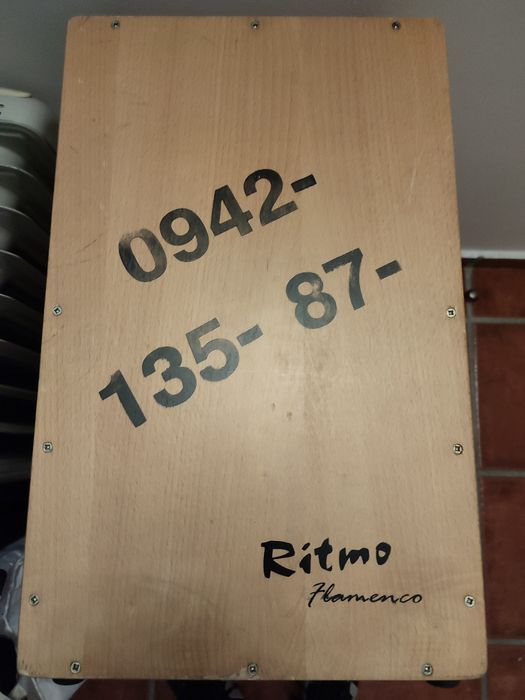 0942-
135- 87-
Ritmo
Flamenco